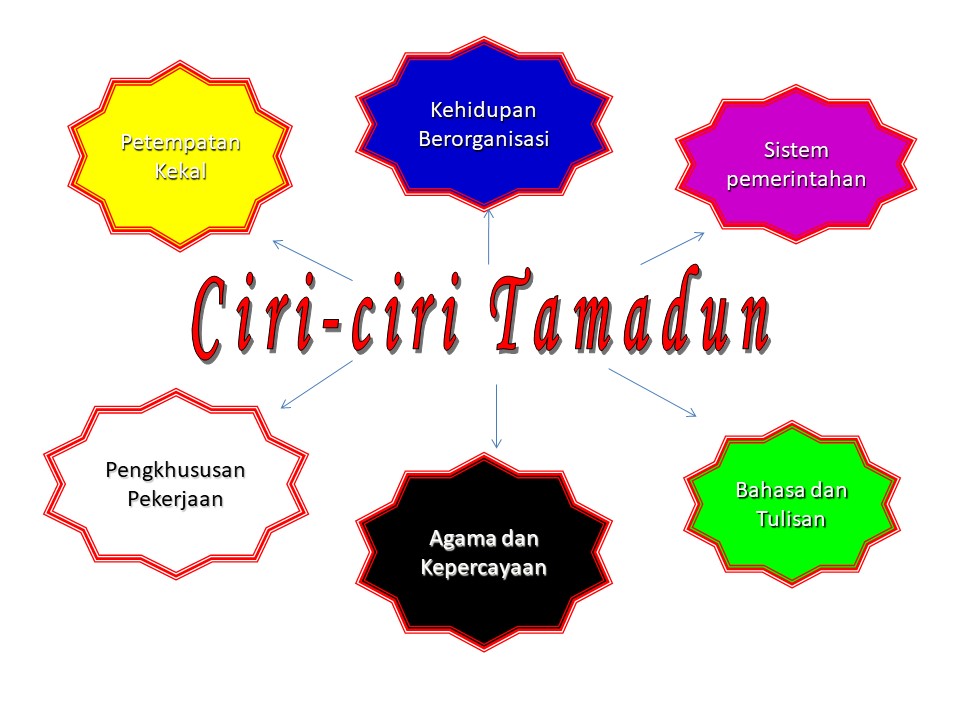 Petempatan
Kekal
Kehidupan
Berorganisasi
Sistem
pemerintahan
Ciri-ciri Tamadun
Pengkhususan
Pekerjaan
Agama dan
Kepercayaan
Bahasa dan
Tulisan